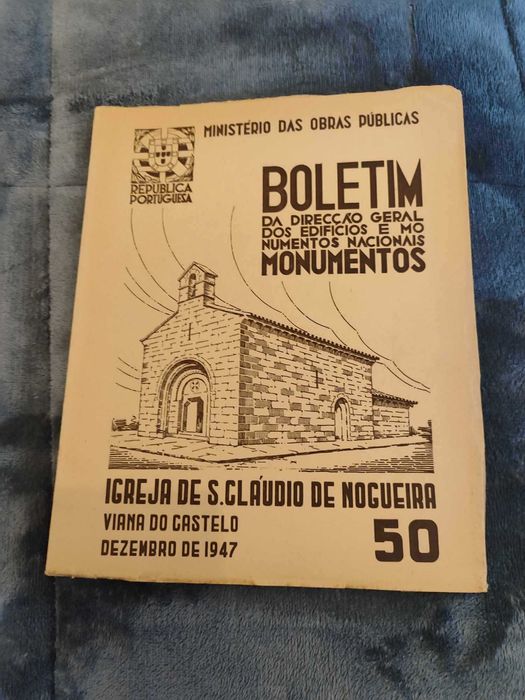 MINISTÉRIO DAS OBRAS PÚBLICAS
REPÚBLICA
PORTUGUESA
BOLETIM
DA DIRECÇÃO GERAL
DOS EDIFÍCIOS E MO
NUMENTOS NACIONAIS
MONUMENTOS
IGREJA DE S. CLÁUDIO DE NOGUEIRA
VIANA DO CASTELO
DEZEMBRO DE 1947
50